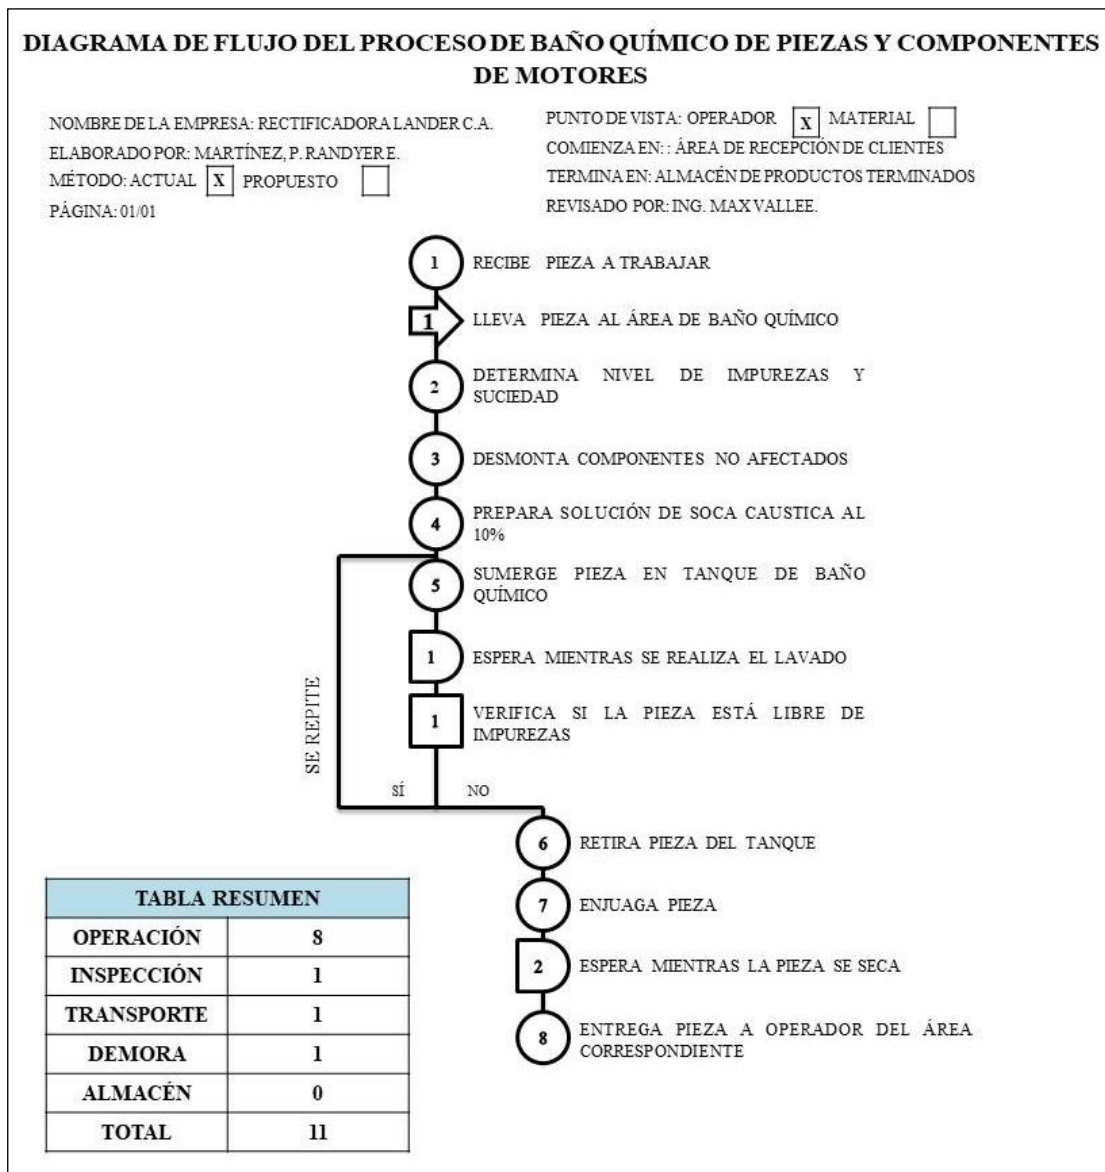 DIAGRAMA DE FLUJO DEL PROCESO DE BAÑO QUÍMICO DE PIEZAS Y COMPONENTES
DE MOTORES
NOMBRE DE LA EMPRESA: RECTIFICADORA LANDER C.A.
ELABORADO POR: MARTÍNEZ, P. RANDYER E.
MÉTODO: ACTUAL X PROPUESTO
PÁGINA: 01/01
PUNTO DE VISTA: OPERADOR X MATERIAL
COMIENZA EN: : ÁREA DE RECEPCIÓN DE CLIENTES
TERMINA EN: ALMACÉN DE PRODUCTOS TERMINADOS
REVISADO POR: ING. MAX VALLEE.
1 RECIBE PIEZA A TRABAJAR
1 LLEVA PIEZA AL ÁREA DE BAÑO QUÍMICO
2 DETERMINA NIVEL DE IMPUREZAS Y
SUCIEDAD
3 DESMONTA COMPONENTES NO AFECTADOS
4 PREPARA SOLUCIÓN DE SOCA CAUSTICA AL
10%
5 SUMERGE PIEZA EN TANQUE DE BAÑO
QUÍMICO
1 ESPERA MIENTRAS SE REALIZA EL LAVADO
1 VERIFICA SI LA PIEZA ESTÁ LIBRE DE
IMPUREZAS
SE REPITE
SÍ NO
6 RETIRA PIEZA DEL TANQUE
7 ENJUAGA PIEZA
2 ESPERA MIENTRAS LA PIEZA SE SECA
8 ENTREGA PIEZA A OPERADOR DEL ÁREA
CORRESPONDIENTE
TABLA RESUMEN
OPERACIÓN 8
INSPECCIÓN 1
TRANSPORTE 1
DEMORA 1
ALMACÉN 0
TOTAL 11